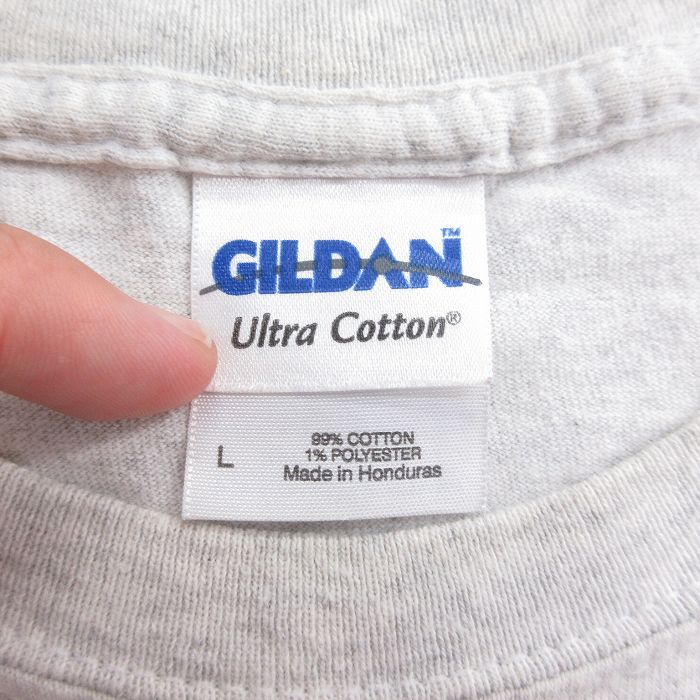 GILDAN™
Ultra Cotton®
L
99% COTTON
1% POLYESTER
Made in Honduras